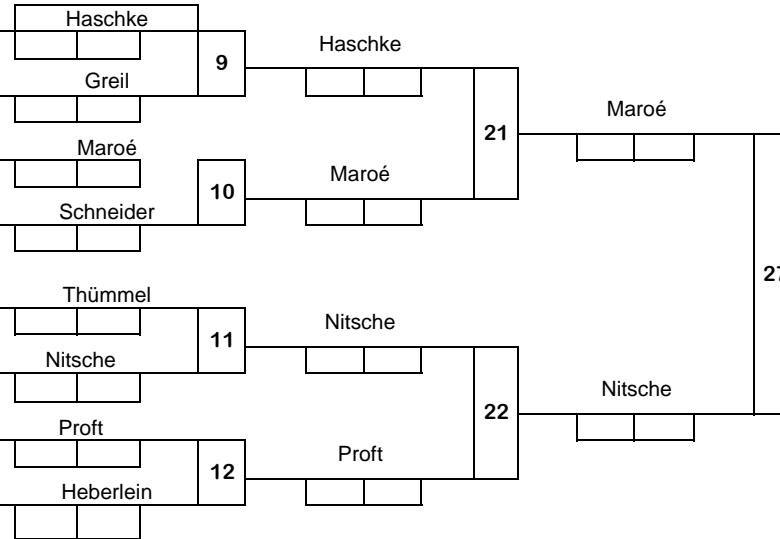 Haschke
9
Greil
Haschke
21
Maroé
Maroé
10
Schneider
Maroé
27
Thümmel
11
Nitsche
Nitsche
22
Nitsche
Proft
12
Heberlein
Proft